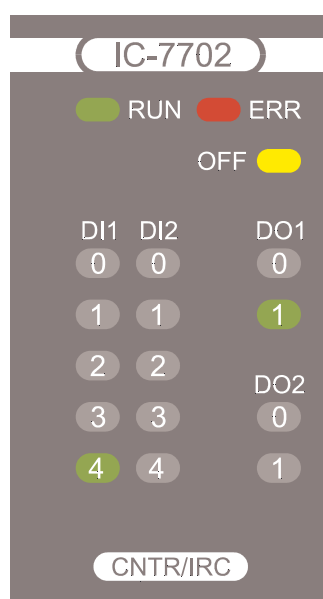 IC-7702
RUN ERR
OFF
DI1 DI2 DO1
0 0 0
1 1 1
2 2
DO2
3 3 0
4 4 1
CNTR/IRC